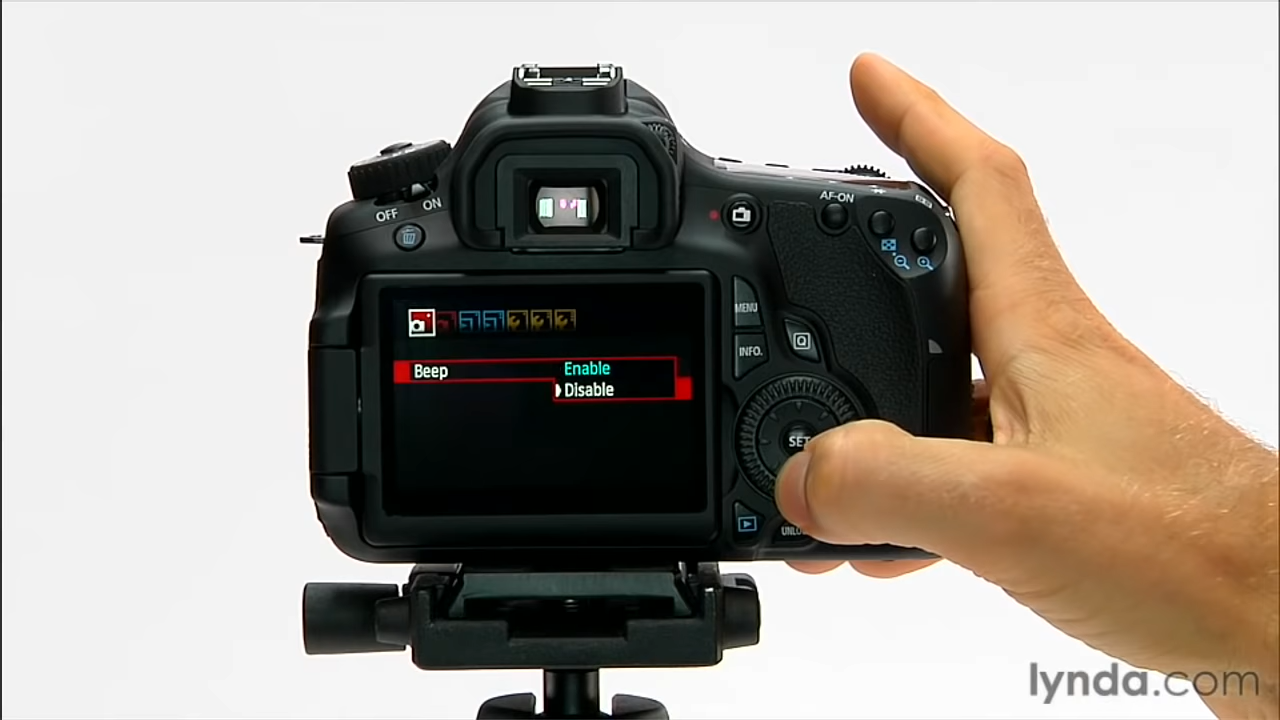 OFF ON
AF-ON
MENU
INFO.
Q
Beep
Enable
Disable
SET
lynda.com